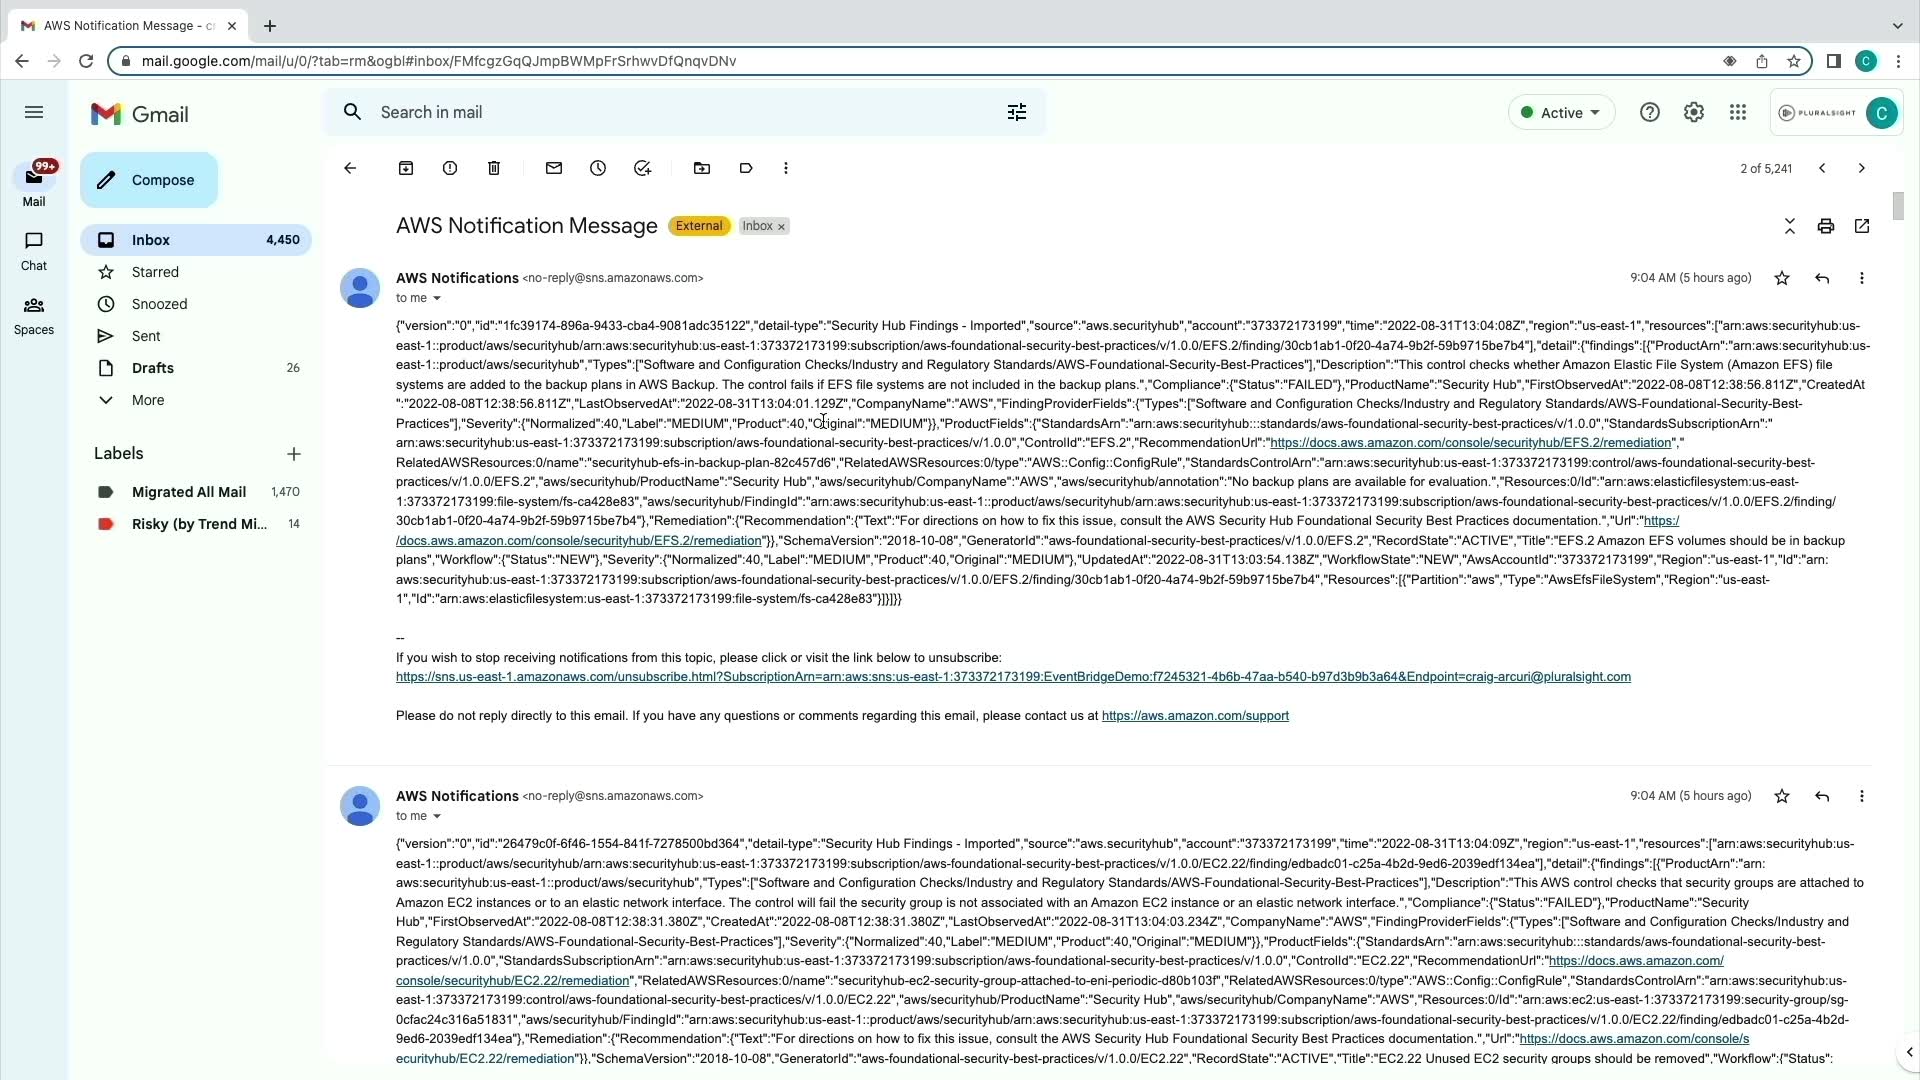 AWS Notification Message - c
mail.google.com/mail/u/0/?tab=rm&ogbl#inbox/FMfcgzGqQJmpBWMpFrSrhwvDfQnqvDNv
C
Gmail
Search in mail
Active
PLURALSIGHT
C
99+
Mail
Chat
Spaces
Compose
Inbox 4,450
Starred
Snoozed
Sent
Drafts 26
More
Labels
Migrated All Mail 1,470
Risky (by Trend Mi... 14
2 of 5,241
AWS Notification Message External Inbox ×
AWS Notifications <no-reply@sns.amazonaws.com> 9:04 AM (5 hours ago)
to me
{"version":"0","id":"1fc39174-896a-9433-cba4-9081adc35122","detail-type":"Security Hub Findings - Imported","source":"aws.securityhub","account":"373372173199","time":"2022-08-31T13:04:08Z","region":"us-east-1","resources":["arn:aws:securityhub:us-
east-1::product/aws/securityhub/arn:aws:securityhub:us-east-1:373372173199:subscription/aws-foundational-security-best-practices/v/1.0.0/EFS.2/finding/30cb1ab1-0f20-4a74-9b2f-59b9715be7b4"],"detail":{"findings":[{"ProductArn":"arn:aws:securityhub:us-
east-1::product/aws/securityhub","Types":["Software and Configuration Checks/Industry and Regulatory Standards/AWS-Foundational-Security-Best-Practices"],"Description":"This control checks whether Amazon Elastic File System (Amazon EFS) file
systems are added to the backup plans in AWS Backup. The control fails if EFS file systems are not included in the backup plans.","Compliance":{"Status":"FAILED"},"ProductName":"Security Hub","FirstObservedAt":"2022-08-08T12:38:56.811Z","CreatedAt
":"2022-08-08T12:38:56.811Z","LastObservedAt":"2022-08-31T13:04:01.129Z","CompanyName":"AWS","FindingProviderFields":{"Types":["Software and Configuration Checks/Industry and Regulatory Standards/AWS-Foundational-Security-Best-
Practices"],"Severity":{"Normalized":40,"Label":"MEDIUM","Product":40,"Original":"MEDIUM"}},"ProductFields":{"StandardsArn":"arn:aws:securityhub:::standards/aws-foundational-security-best-practices/v/1.0.0","StandardsSubscriptionArn":"
arn:aws:securityhub:us-east-1:373372173199:subscription/aws-foundational-security-best-practices/v/1.0.0","ControlId":"EFS.2","RecommendationUrl":"https://docs.aws.amazon.com/console/securityhub/EFS.2/remediation","
RelatedAWSResources:0/name":"securityhub-efs-in-backup-plan-82c457d6","RelatedAWSResources:0/type":"AWS::Config::ConfigRule","StandardsControlArn":"arn:aws:securityhub:us-east-1:373372173199:control/aws-foundational-security-best-
practices/v/1.0.0/EFS.2","aws/securityhub/ProductName":"Security Hub","aws/securityhub/CompanyName":"AWS","aws/securityhub/annotation":"No backup plans are available for evaluation.","Resources:0/Id":"arn:aws:elasticfilesystem:us-east-
1:373372173199:file-system/fs-ca428e83","aws/securityhub/FindingId":"arn:aws:securityhub:us-east-1::product/aws/securityhub/arn:aws:securityhub:us-east-1:373372173199:subscription/aws-foundational-security-best-practices/v/1.0.0/EFS.2/finding/
30cb1ab1-0f20-4a74-9b2f-59b9715be7b4"},"Remediation":{"Recommendation":{"Text":"For directions on how to fix this issue, consult the AWS Security Hub Foundational Security Best Practices documentation.","Url":"https:/
/docs.aws.amazon.com/console/securityhub/EFS.2/remediation"}},"SchemaVersion":"2018-10-08","GeneratorId":"aws-foundational-security-best-practices/v/1.0.0/EFS.2","RecordState":"ACTIVE","Title":"EFS.2 Amazon EFS volumes should be in backup
plans","Workflow":{"Status":"NEW"},"Severity":{"Normalized":40,"Label":"MEDIUM","Product":40,"Original":"MEDIUM"},"UpdatedAt":"2022-08-31T13:03:54.138Z","WorkflowState":"NEW","AwsAccountId":"373372173199","Region":"us-east-1","Id":"arn:
aws:securityhub:us-east-1:373372173199:subscription/aws-foundational-security-best-practices/v/1.0.0/EFS.2/finding/30cb1ab1-0f20-4a74-9b2f-59b9715be7b4","Resources":[{"Partition":"aws","Type":"AwsEfsFileSystem","Region":"us-east-
1","Id":"arn:aws:elasticfilesystem:us-east-1:373372173199:file-system/fs-ca428e83"}]}]}}
--
If you wish to stop receiving notifications from this topic, please click or visit the link below to unsubscribe:
https://sns.us-east-1.amazonaws.com/unsubscribe.html?SubscriptionArn=arn:aws:sns:us-east-1:373372173199:EventBridgeDemo:f7245321-4b6b-47aa-b540-b97d3b9b3a64&Endpoint=craig-arcuri@pluralsight.com
Please do not reply directly to this email. If you have any questions or comments regarding this email, please contact us at https://aws.amazon.com/support
AWS Notifications <no-reply@sns.amazonaws.com> 9:04 AM (5 hours ago)
to me
{"version":"0","id":"26479c0f-6f46-1554-841f-7278500bd364","detail-type":"Security Hub Findings - Imported","source":"aws.securityhub","account":"373372173199","time":"2022-08-31T13:04:09Z","region":"us-east-1","resources":["arn:aws:securityhub:us-
east-1::product/aws/securityhub/arn:aws:securityhub:us-east-1:373372173199:subscription/aws-foundational-security-best-practices/v/1.0.0/EC2.22/finding/edbadc01-c25a-4b2d-9ed6-2039edf134ea"],"detail":{"findings":[{"ProductArn":"arn:
aws:securityhub:us-east-1::product/aws/securityhub","Types":["Software and Configuration Checks/Industry and Regulatory Standards/AWS-Foundational-Security-Best-Practices"],"Description":"This AWS control checks that security groups are attached to
Amazon EC2 instances or to an elastic network interface. The control will fail the security group is not associated with an Amazon EC2 instance or an elastic network interface.","Compliance":{"Status":"FAILED"},"ProductName":"Security
Hub","FirstObservedAt":"2022-08-08T12:38:31.380Z","CreatedAt":"2022-08-08T12:38:31.380Z","LastObservedAt":"2022-08-31T13:04:03.234Z","CompanyName":"AWS","FindingProviderFields":{"Types":["Software and Configuration Checks/Industry and
Regulatory Standards/AWS-Foundational-Security-Best-Practices"],"Severity":{"Normalized":40,"Label":"MEDIUM","Product":40,"Original":"MEDIUM"}},"ProductFields":{"StandardsArn":"arn:aws:securityhub:::standards/aws-foundational-security-best-
practices/v/1.0.0","StandardsSubscriptionArn":"arn:aws:securityhub:us-east-1:373372173199:subscription/aws-foundational-security-best-practices/v/1.0.0","ControlId":"EC2.22","RecommendationUrl":"https://docs.aws.amazon.com/
console/securityhub/EC2.22/remediation","RelatedAWSResources:0/name":"securityhub-ec2-security-group-attached-to-eni-periodic-d80b103f","RelatedAWSResources:0/type":"AWS::Config::ConfigRule","StandardsControlArn":"arn:aws:securityhub:us-
east-1:373372173199:control/aws-foundational-security-best-practices/v/1.0.0/EC2.22","aws/securityhub/ProductName":"Security Hub","aws/securityhub/CompanyName":"AWS","Resources:0/Id":"arn:aws:ec2:us-east-1:373372173199:security-group/sg-
0cfac24c316a51831","aws/securityhub/FindingId":"arn:aws:securityhub:us-east-1::product/aws/securityhub/arn:aws:securityhub:us-east-1:373372173199:subscription/aws-foundational-security-best-practices/v/1.0.0/EC2.22/finding/edbadc01-c25a-4b2d-
9ed6-2039edf134ea"},"Remediation":{"Recommendation":{"Text":"For directions on how to fix this issue, consult the AWS Security Hub Foundational Security Best Practices documentation.","Url":"https://docs.aws.amazon.com/console/s
ecurityhub/EC2.22/remediation"}},"SchemaVersion":"2018-10-08","GeneratorId":"aws-foundational-security-best-practices/v/1.0.0/EC2.22","RecordState":"ACTIVE","Title":"EC2.22 Unused EC2 security groups should be removed","Workflow":{"Status":